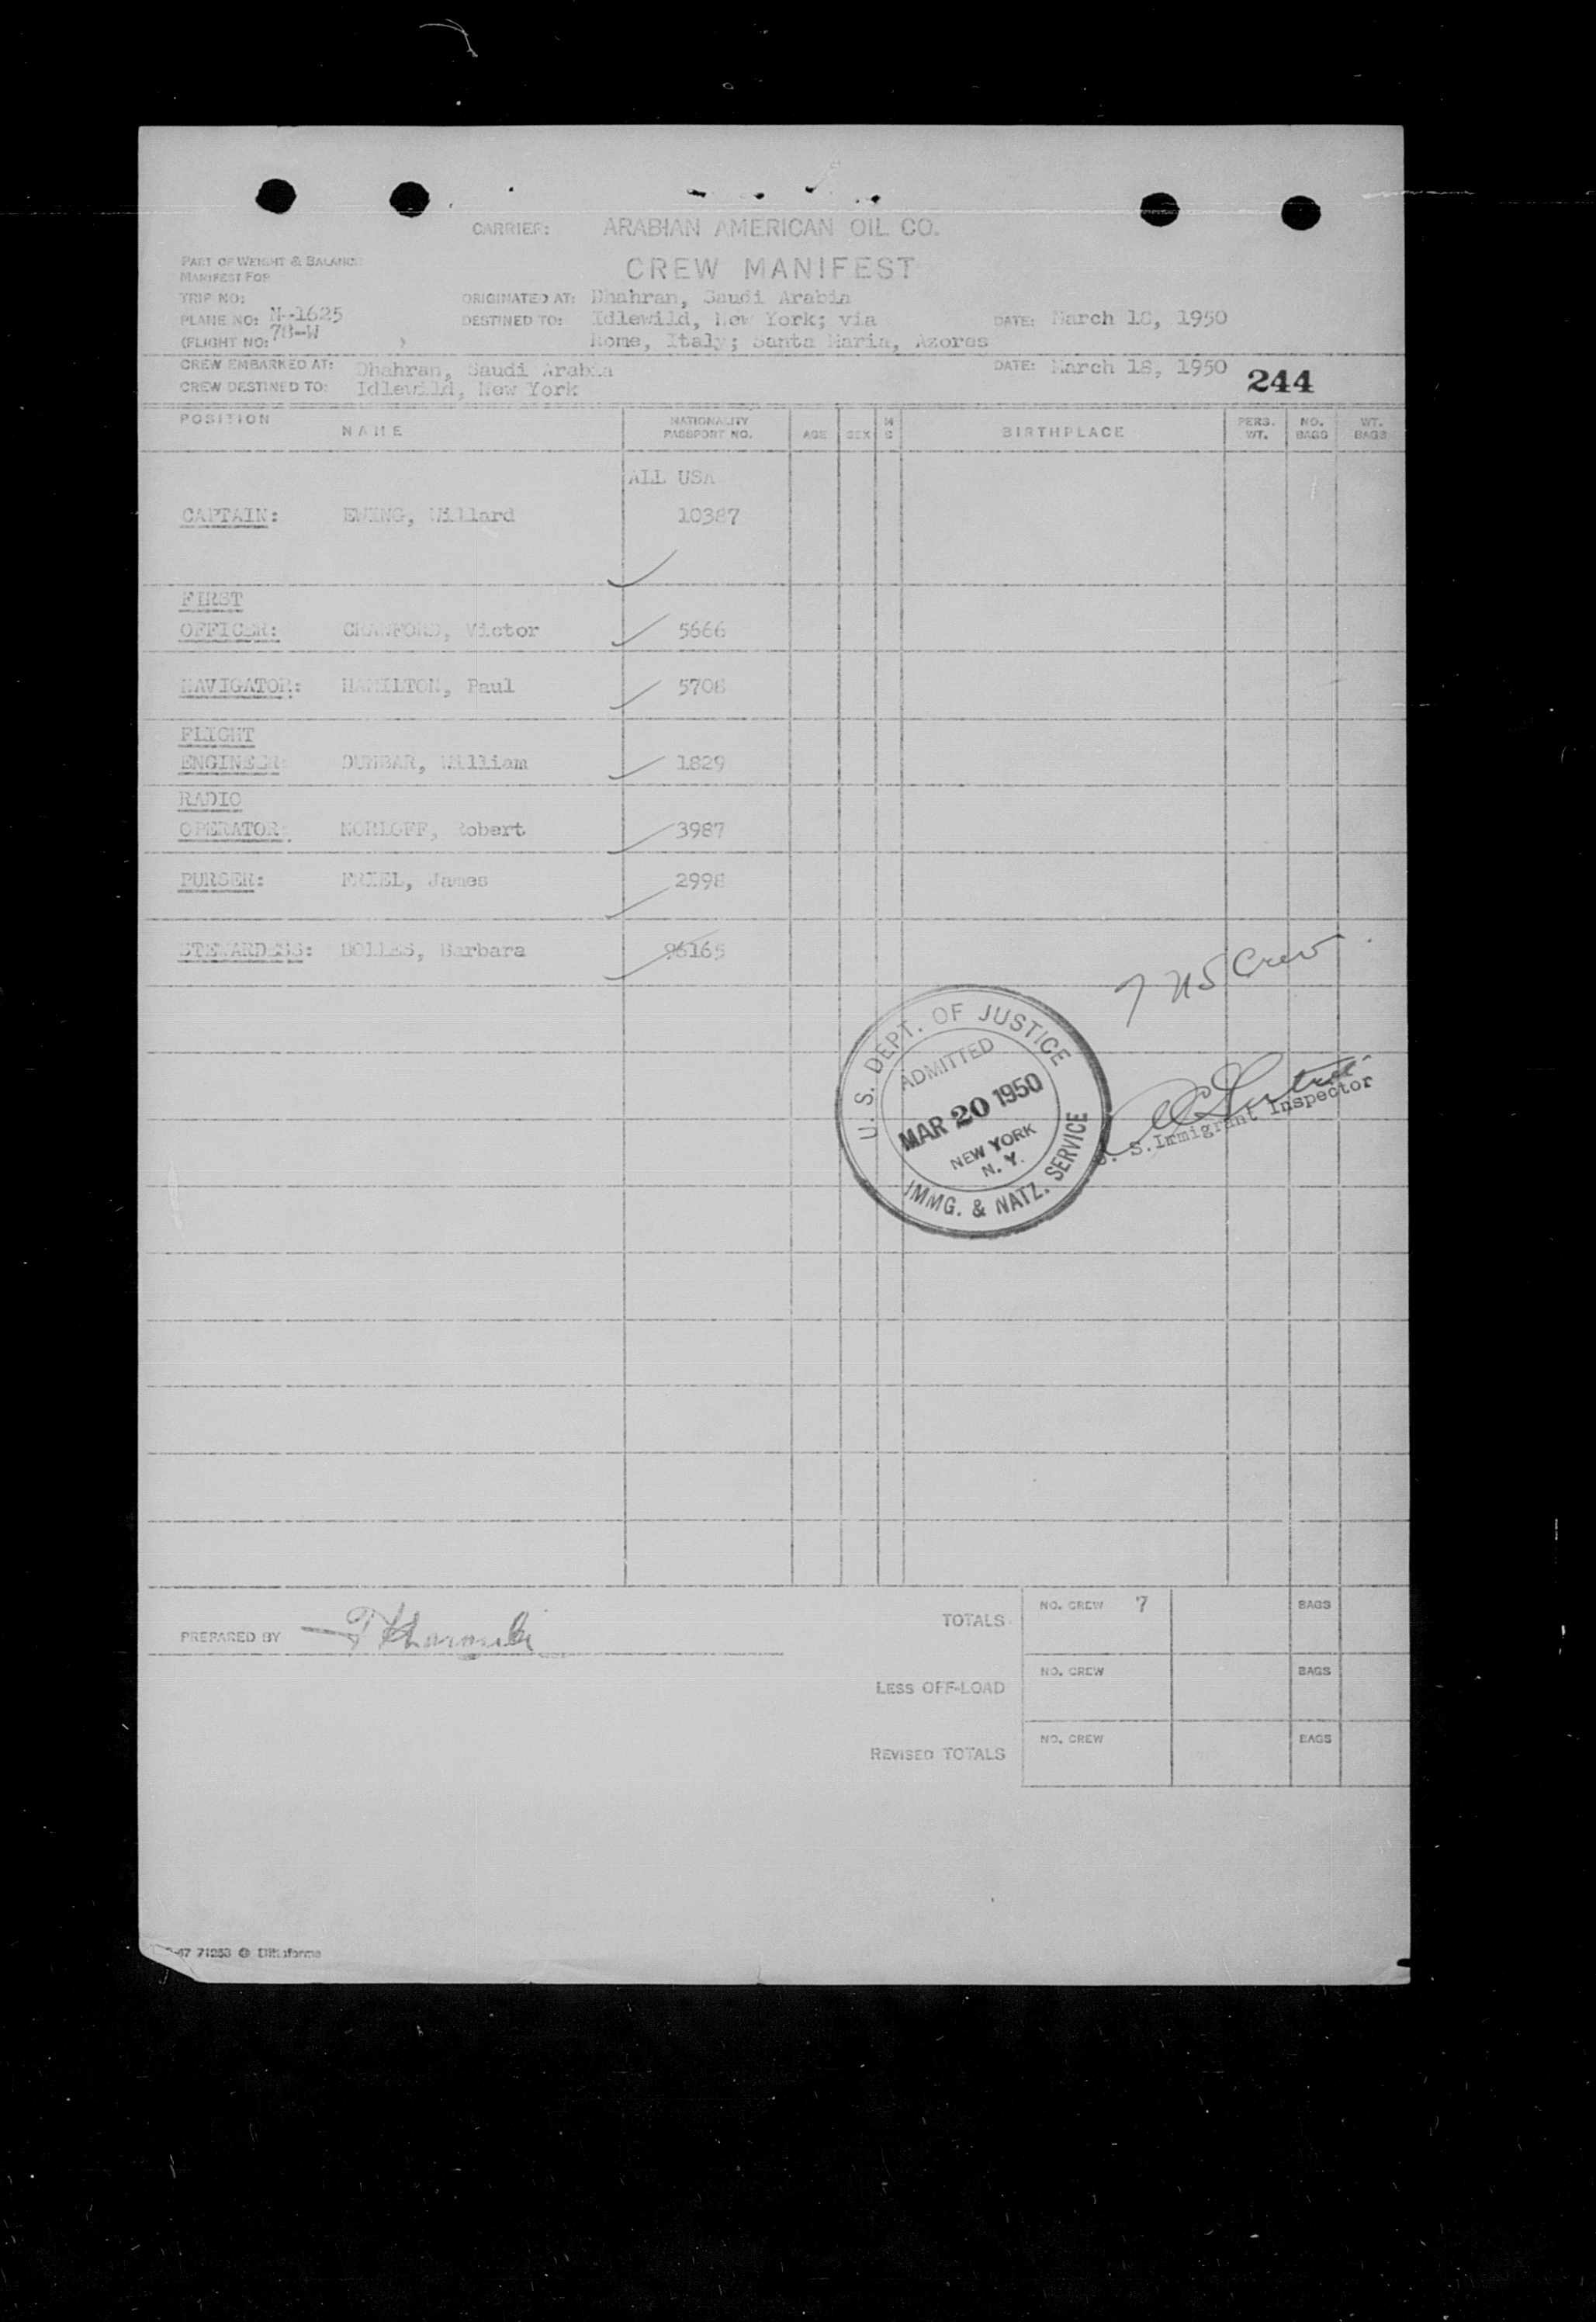 CARRIER: ARABIAN AMERICAN OIL CO.
PART OF WEIGHT & BALANCE
MANIFEST FOR
CREW MANIFEST
TRIP NO:
ORIGINATED AT: Dhahran, Saudi Arabia
PLANE NO: N-1625
DESTINED TO: Idlewild, New York; via
DATE: March 18, 1950
(FLIGHT NO: 78-W )
Rome, Italy; Santa Maria, Azores
CREW EMBARKED AT: Dhahran, Saudi Arabia
DATE: March 18, 1950
244
CREW DESTINED TO: Idlewild, New York
POSITION NAME NATIONALITY PASSPORT NO. AGE SEX M S BIRTHPLACE PERS. WT. NO. BAGS WT. BAGS
ALL USA
CAPTAIN: EWING, Willard 10387
FIRST
OFFICER: CRAWFORD, Victor 5666
NAVIGATOR: HAMILTON, Paul 5708
FLIGHT
ENGINEER: DUNBAR, William 1829
RADIO
OPERATOR: Robert 3987
PURSER: FRIEL, James 2998
STEWARDESS: BOLLES, Barbara 96165
7 US Crew
U. S. DEPT. OF JUSTICE
ADMITTED
MAR 20 1950
NEW YORK
N. Y.
IMMG. & NATZ. SERVICE
U. S. Immigrant Inspector
TOTALS NO. CREW 7 BAGS
PREPARED BY
LESS OFF-LOAD NO. CREW BAGS
REVISED TOTALS NO. CREW BAGS
-47 71253